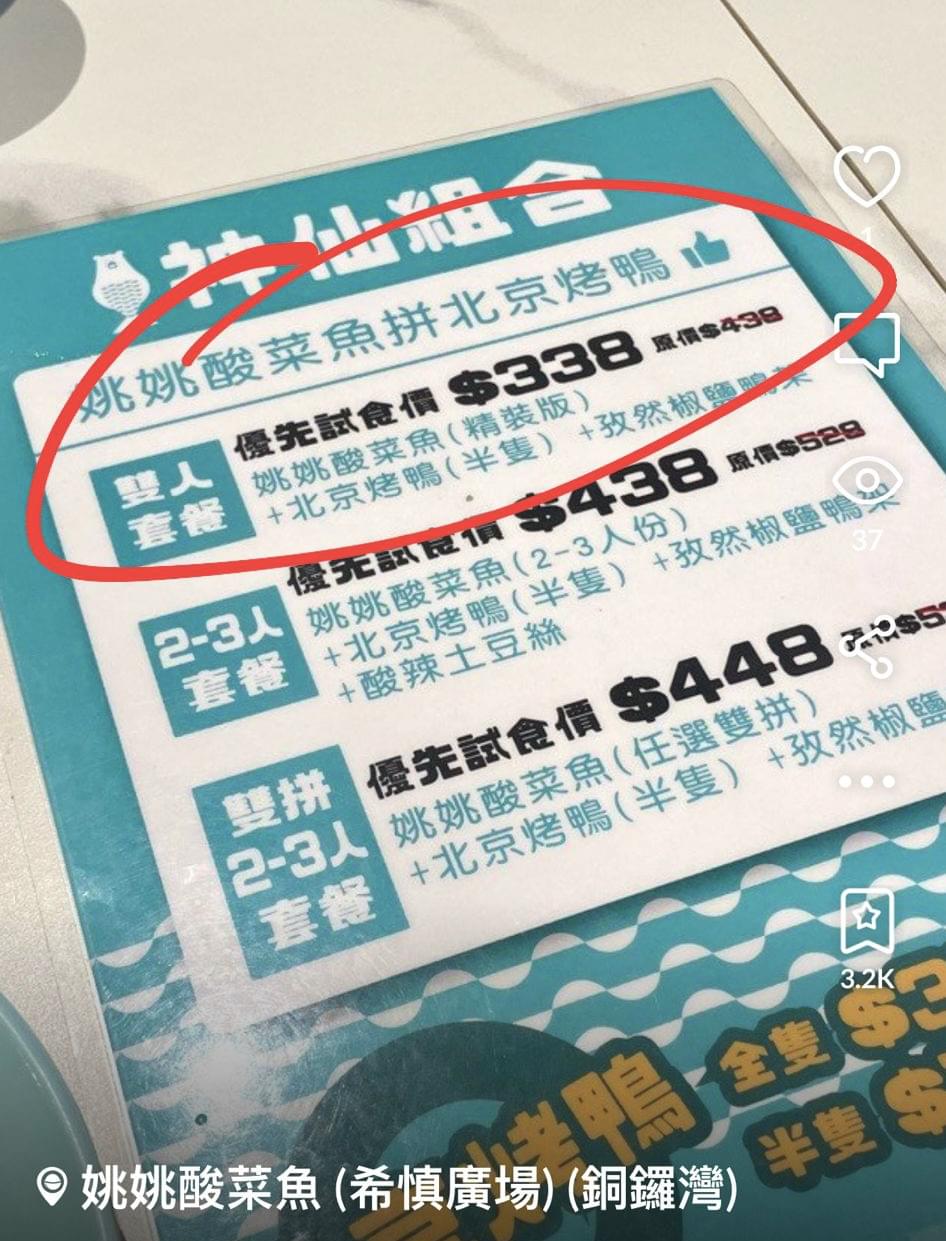 神仙組合
姚姚酸菜魚拼北京烤鴨
雙人
套餐
優先試食價 $338 原價$438
姚姚酸菜魚(精裝版)
+北京烤鴨(半隻) +孜然椒鹽鴨架
2-3人
套餐
優先試食價 $438 原價$528
姚姚酸菜魚(2-3人份)
+北京烤鴨(半隻) +孜然椒鹽鴨架
+酸辣土豆絲
雙拼
2-3人
套餐
優先試食價 $448
姚姚酸菜魚(任選雙拼)
+北京烤鴨(半隻) +孜然椒鹽
烤鴨
全隻 $3
半隻 $
1
37
3.2K
姚姚酸菜魚 (希慎廣場) (銅鑼灣)